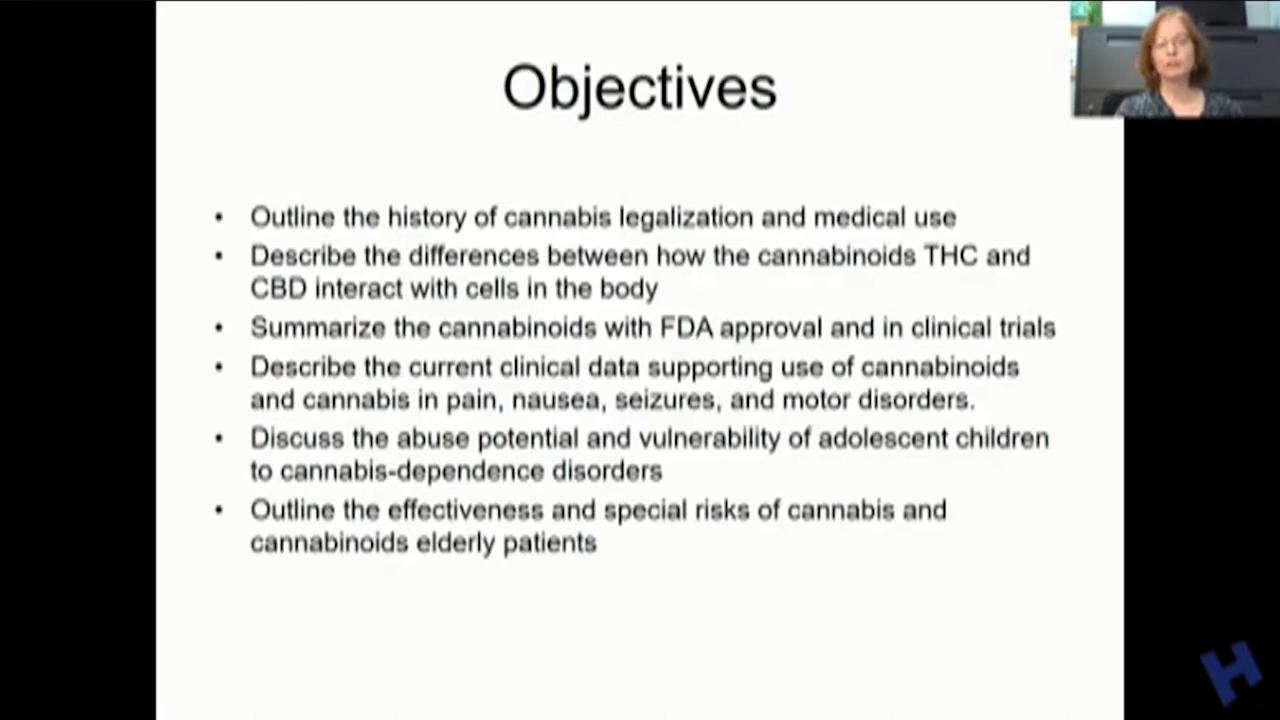 Objectives
• Outline the history of cannabis legalization and medical use
• Describe the differences between how the cannabinoids THC and
CBD interact with cells in the body
• Summarize the cannabinoids with FDA approval and in clinical trials
• Describe the current clinical data supporting use of cannabinoids
and cannabis in pain, nausea, seizures, and motor disorders.
• Discuss the abuse potential and vulnerability of adolescent children
to cannabis-dependence disorders
• Outline the effectiveness and special risks of cannabis and
cannabinoids elderly patients
H